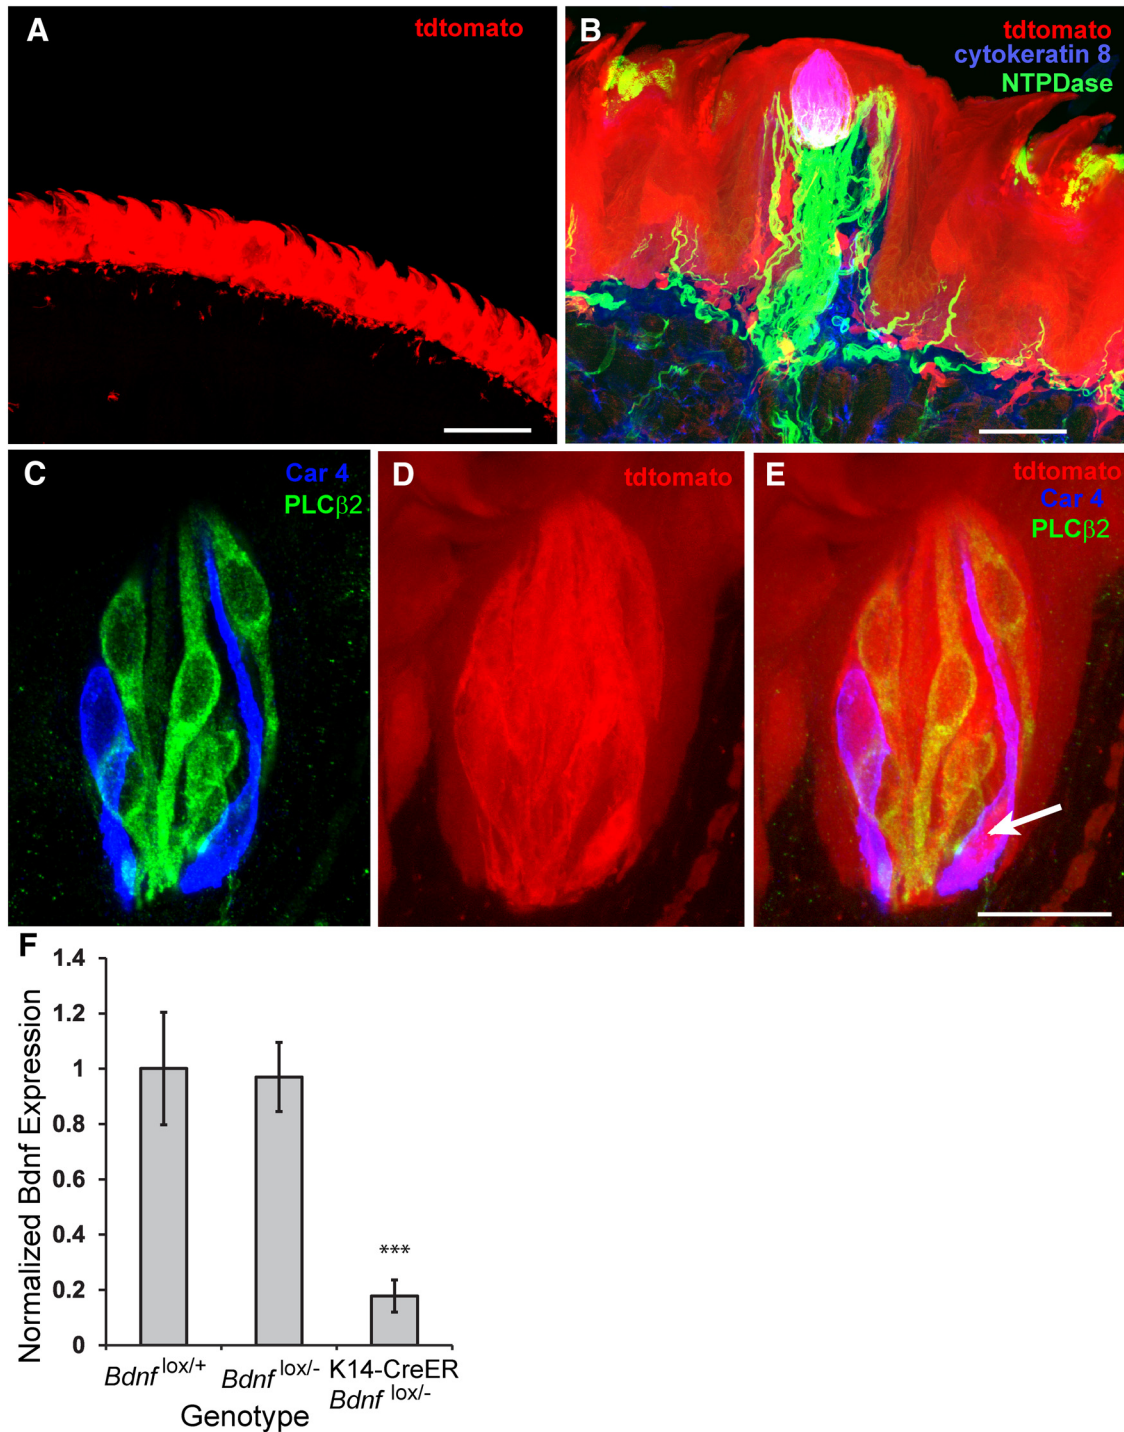 A
tdtomato
B
tdtomato
cytokeratin 8
NTPDase
C
Car 4
PLCβ2
D
tdtomato
E
tdtomato
Car 4
PLCβ2
F
Normalized Bdnf Expression
1.4
1.2
1
0.8
0.6
0.4
0.2
0
***
Bdnf lox/+
Bdnf lox/-
K14-CreER
Bdnf lox/-
Genotype